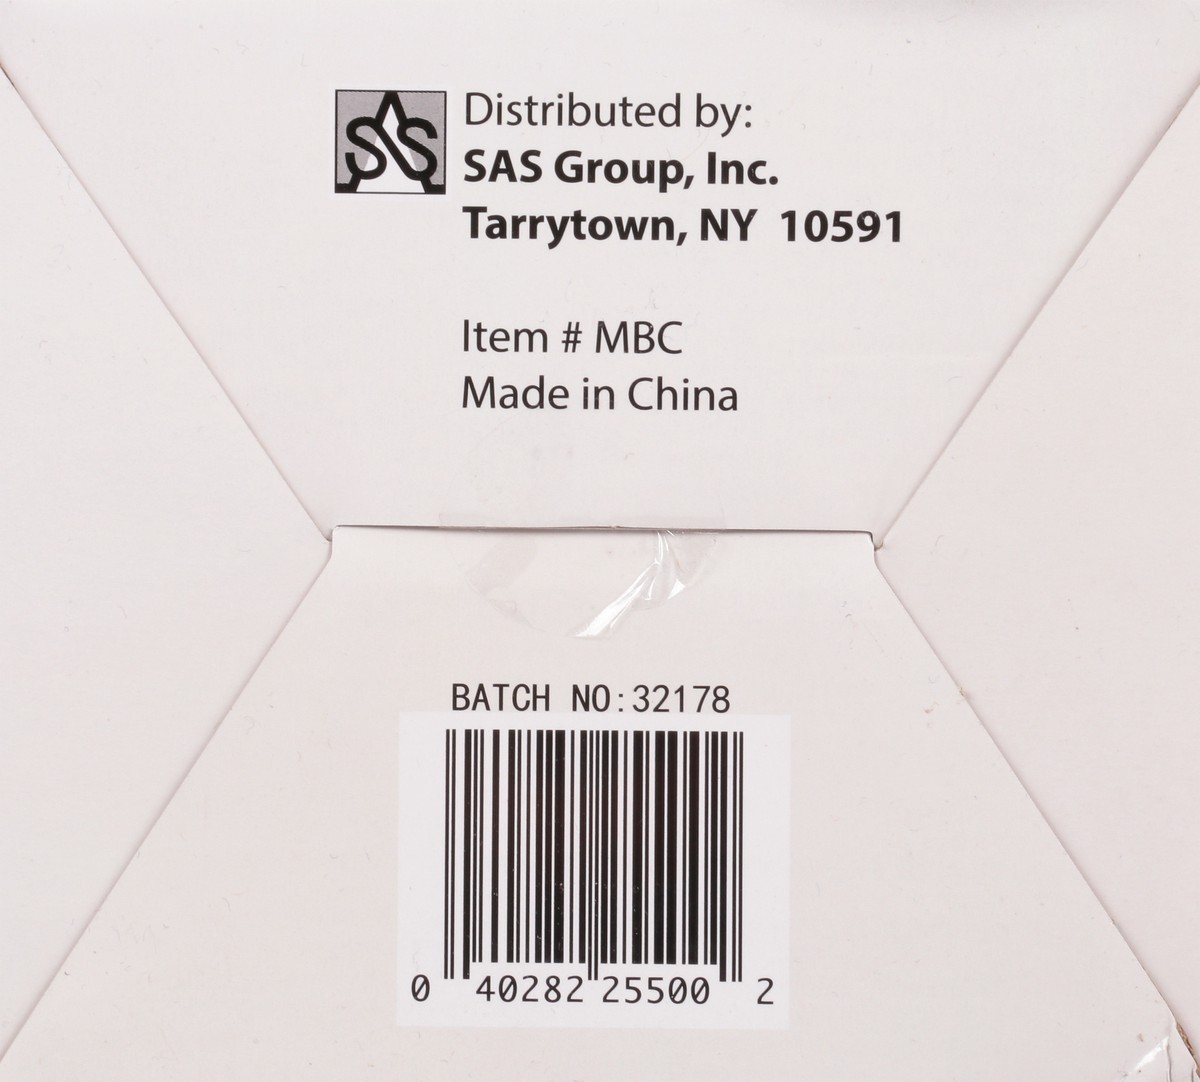 SAS
Distributed by:
SAS Group, Inc.
Tarrytown, NY 10591
Item # MBC
Made in China
BATCH NO:32178
0 40282 25500 2